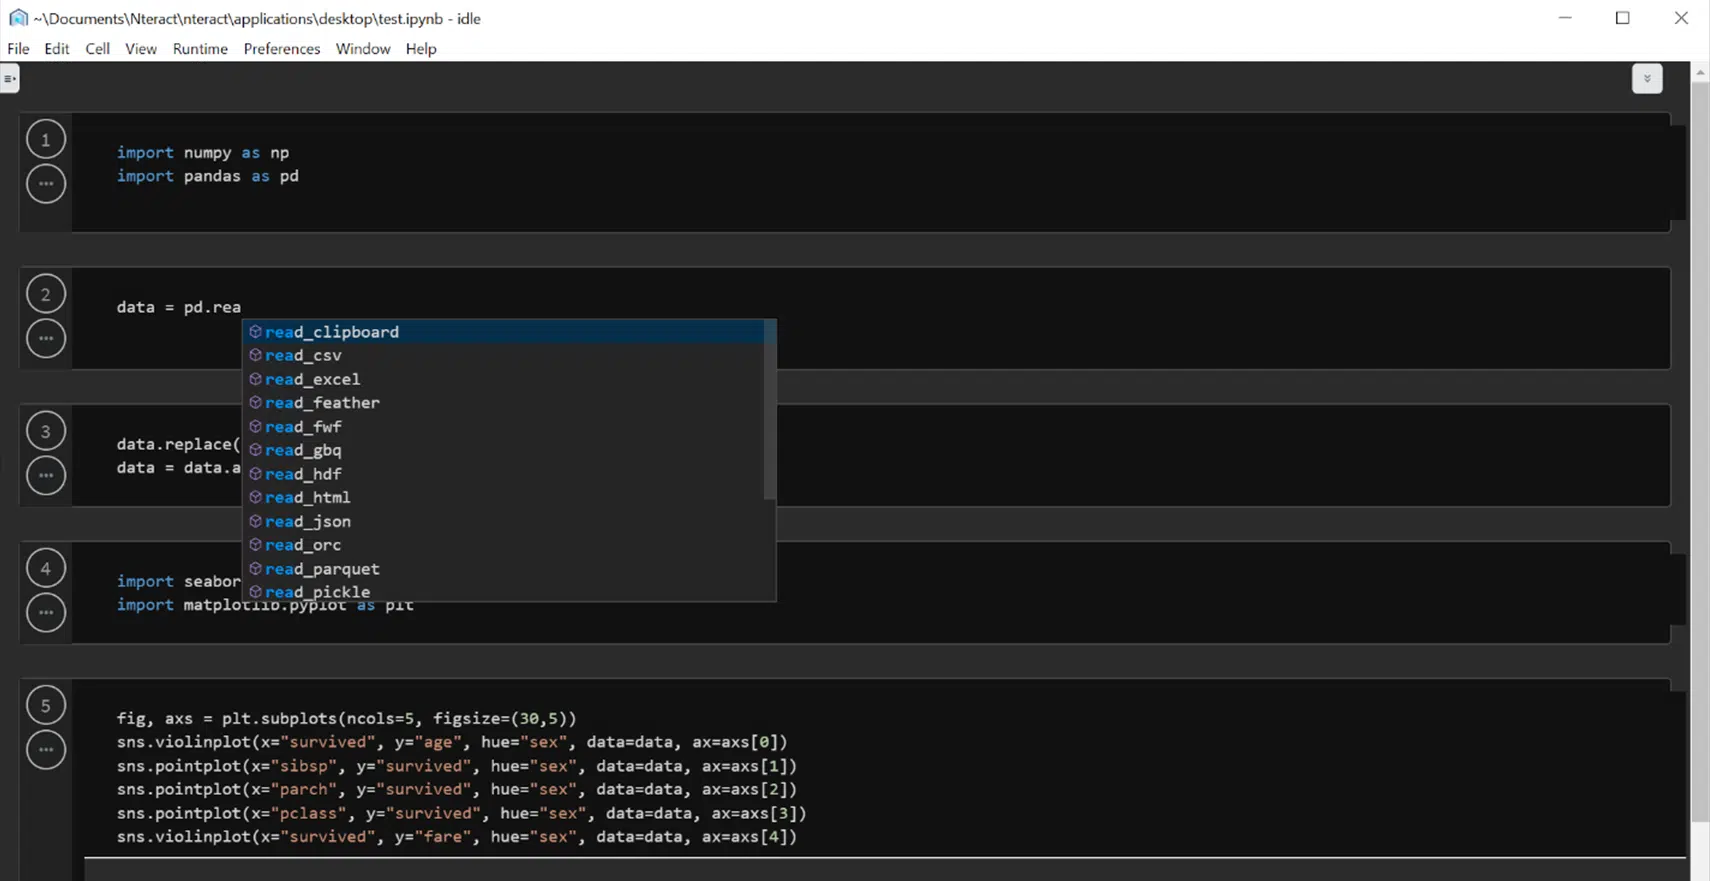 ~\Documents\Nteract\nteract\applications\desktop\test.ipynb - idle
File Edit Cell View Runtime Preferences Window Help
1
import numpy as np
import pandas as pd
2
data = pd.rea
read_clipboard
read_csv
read_excel
read_feather
read_fwf
read_gbq
read_hdf
read_html
read_json
read_orc
read_parquet
read_pickle
3
data.replace(
data = data.a
4
import seabor
import matplotlib.pyplot as plt
5
fig, axs = plt.subplots(ncols=5, figsize=(30,5))
sns.violinplot(x="survived", y="age", hue="sex", data=data, ax=axs[0])
sns.pointplot(x="sibsp", y="survived", hue="sex", data=data, ax=axs[1])
sns.pointplot(x="parch", y="survived", hue="sex", data=data, ax=axs[2])
sns.pointplot(x="pclass", y="survived", hue="sex", data=data, ax=axs[3])
sns.violinplot(x="survived", y="fare", hue="sex", data=data, ax=axs[4])